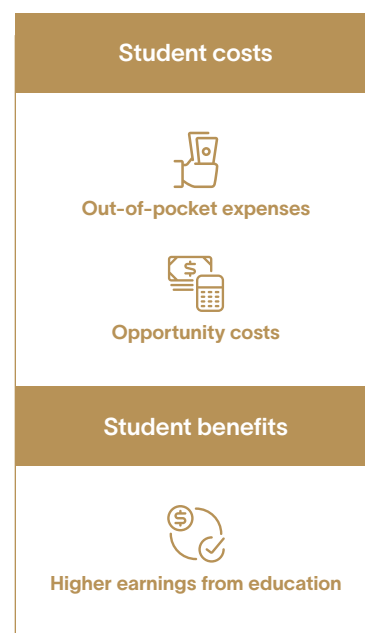 Student costs
Out-of-pocket expenses
Opportunity costs
Student benefits
Higher earnings from education